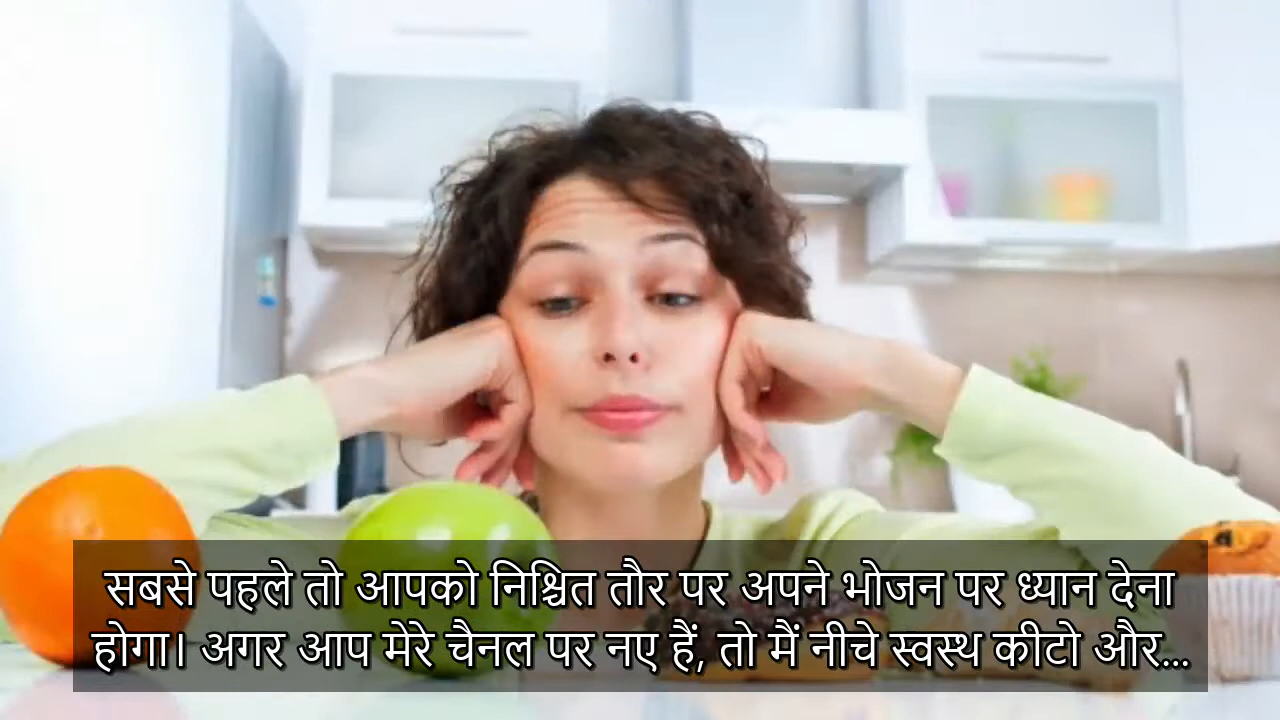 सबसे पहले तो आपको निश्चित तौर पर अपने भोजन पर ध्यान देना
होगा। अगर आप मेरे चैनल पर नए हैं, तो मैं नीचे स्वस्थ कीटो और...